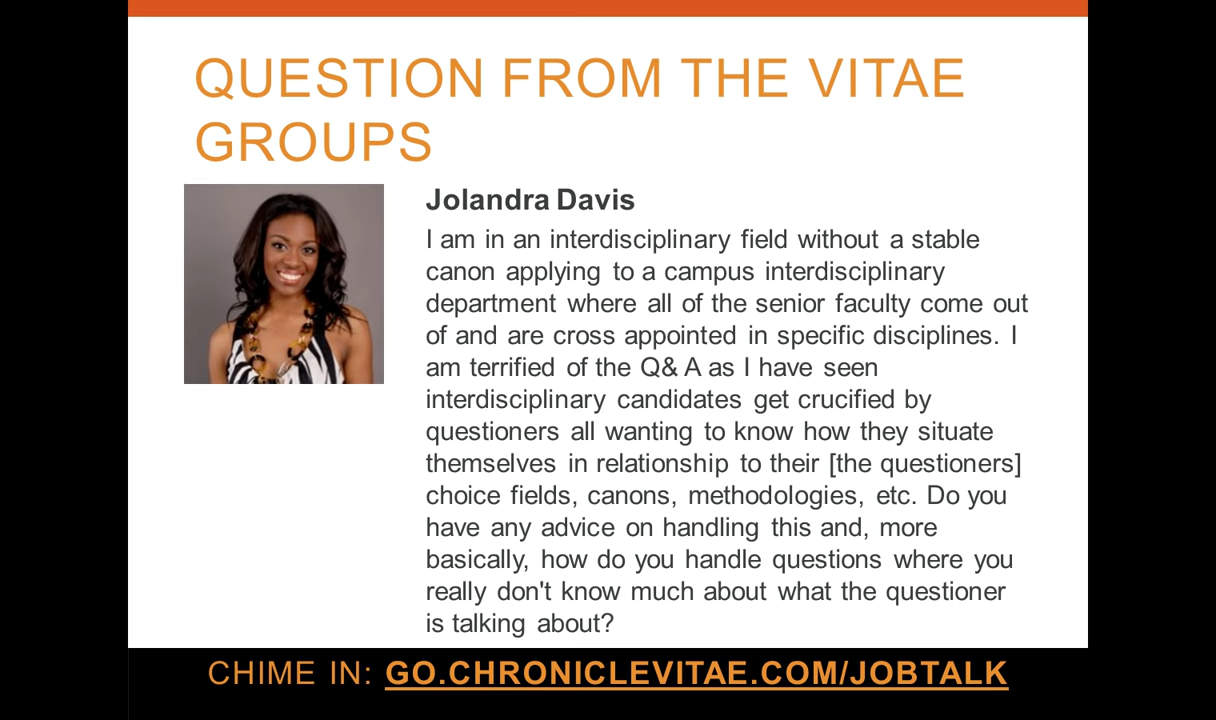 QUESTION FROM THE VITAE
GROUPS
Jolandra Davis
I am in an interdisciplinary field without a stable
canon applying to a campus interdisciplinary
department where all of the senior faculty come out
of and are cross appointed in specific disciplines. I
am terrified of the Q& A as I have seen
interdisciplinary candidates get crucified by
questioners all wanting to know how they situate
themselves in relationship to their [the questioners]
choice fields, canons, methodologies, etc. Do you
have any advice on handling this and, more
basically, how do you handle questions where you
really don't know much about what the questioner
is talking about?
CHIME IN: GO.CHRONICLEVITAE.COM/JOBTALK